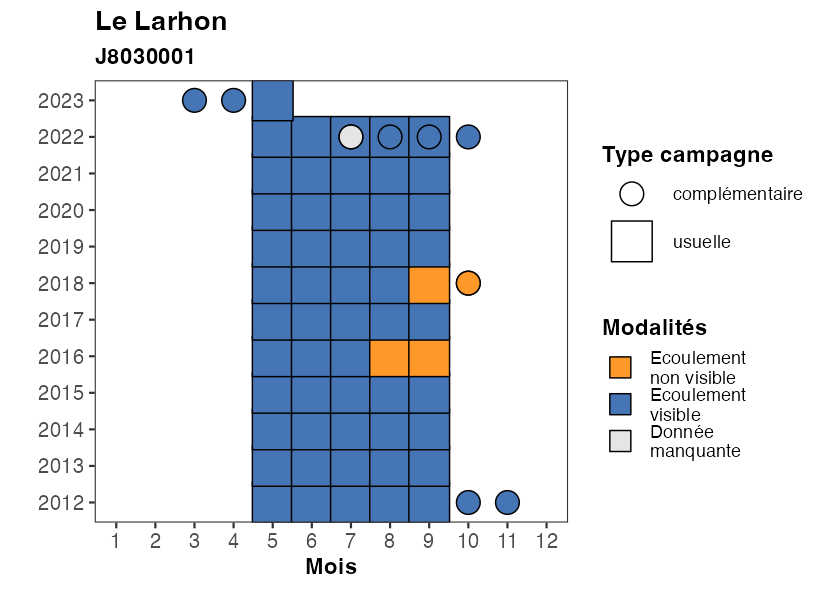 Le Larhon
J8030001
2023
2022
2021
2020
2019
2018
2017
2016
2015
2014
2013
2012
1 2 3 4 5 6 7 8 9 10 11 12
Mois
Type campagne
complémentaire
usuelle
Modalités
Ecoulement
non visible
Ecoulement
visible
Donnée
manquante